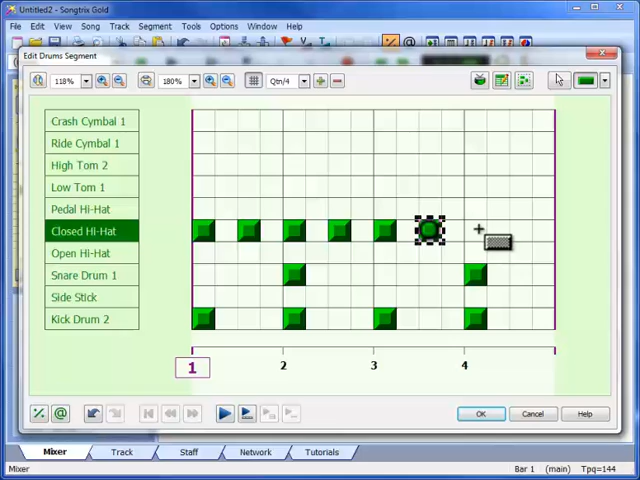 Untitled2 - Songtrix Gold
File Edit View Song Track Segment Tools Options Window Help
Edit Drums Segment
118% 180% Qtn/4
Crash Cymbal 1
Ride Cymbal 1
High Tom 2
Low Tom 1
Pedal Hi-Hat
Closed Hi-Hat
Open Hi-Hat
Snare Drum 1
Side Stick
Kick Drum 2
1 2 3 4
OK Cancel Help
Mixer Track Staff Network Tutorials
Mixer Bar 1 (main) Tpq=144